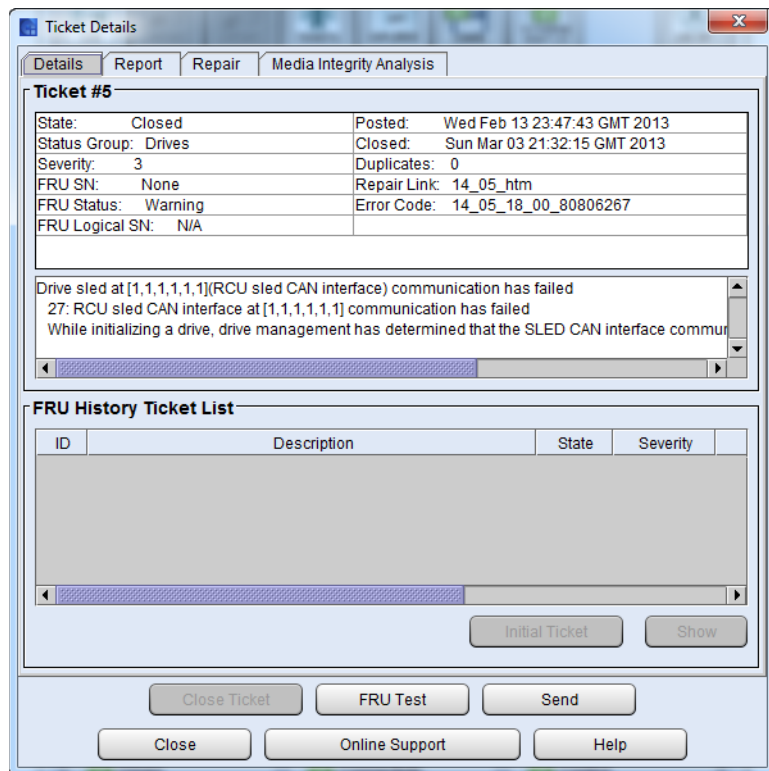 Ticket Details
Details Report Repair Media Integrity Analysis
Ticket #5
State: Closed Posted: Wed Feb 13 23:47:43 GMT 2013
Status Group: Drives Closed: Sun Mar 03 21:32:15 GMT 2013
Severity: 3 Duplicates: 0
FRU SN: None Repair Link: 14_05_htm
FRU Status: Warning Error Code: 14_05_18_00_80806267
FRU Logical SN: N/A
Drive sled at [1,1,1,1,1,1](RCU sled CAN interface) communication has failed
27: RCU sled CAN interface at [1,1,1,1,1,1] communication has failed
While initializing a drive, drive management has determined that the SLED CAN interface commun
FRU History Ticket List
ID Description State Severity
Initial Ticket Show
Close Ticket FRU Test Send
Close Online Support Help